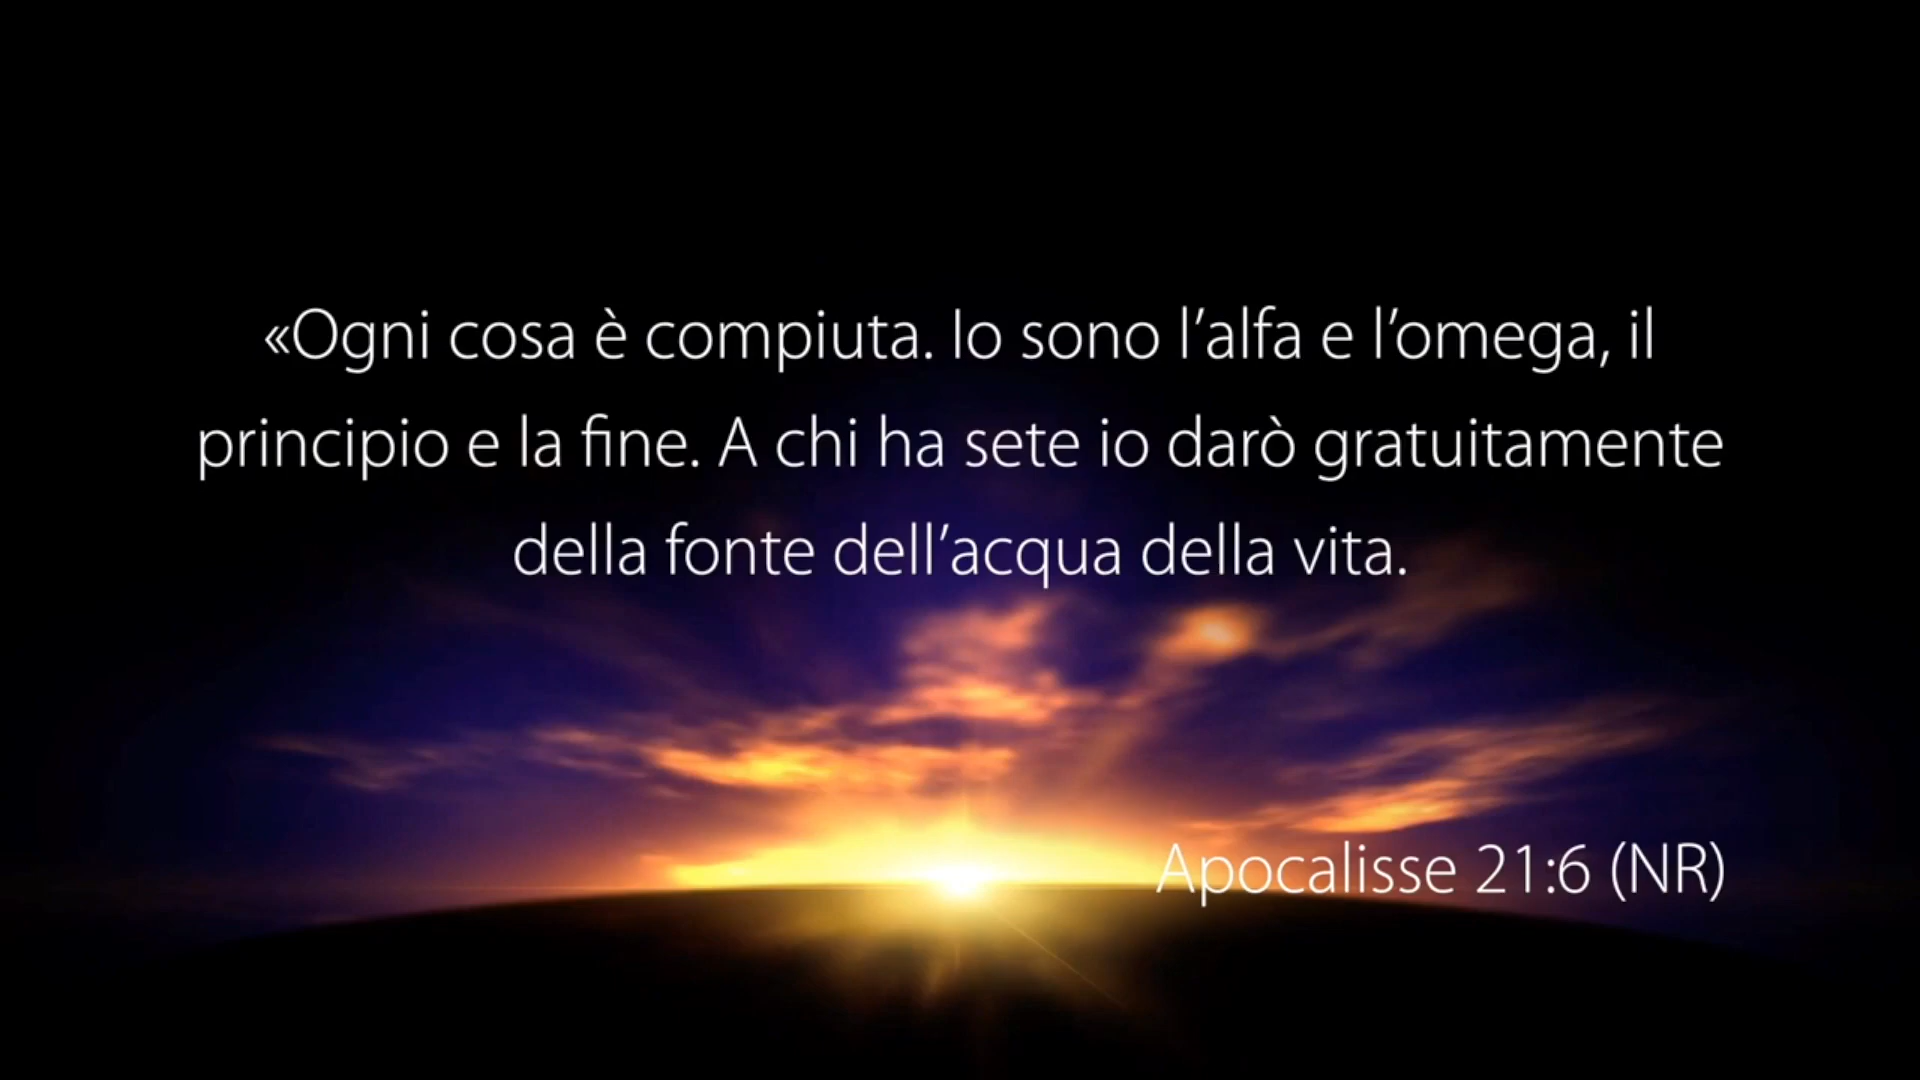 «Ogni cosa è compiuta. Io sono l’alfa e l’omega, il
principio e la fine. A chi ha sete io darò gratuitamente
della fonte dell’acqua della vita.
Apocalisse 21:6 (NR)